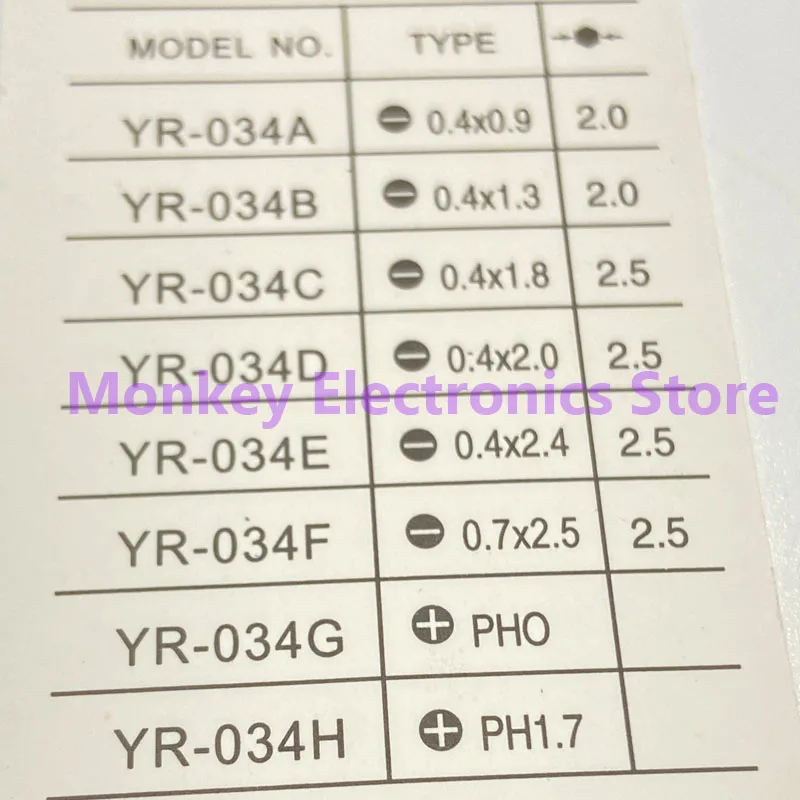 MODEL NO. TYPE
YR-034A 0.4x0.9 2.0
YR-034B 0.4x1.3 2.0
YR-034C 0.4x1.8 2.5
YR-034D 0:4x2.0 2.5
Monkey Electronics Store
YR-034E 0.4x2.4 2.5
YR-034F 0.7x2.5 2.5
YR-034G PHO
YR-034H PH1.7